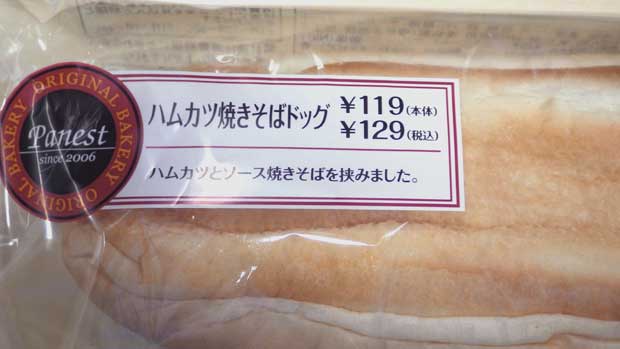 ORIGINAL BAKERY
Panest
since 2006
ORIGINAL BAKERY
ハムカツ焼きそばドッグ ¥119(本体)
¥129(税込)
ハムカツとソース焼きそばを挟みました。